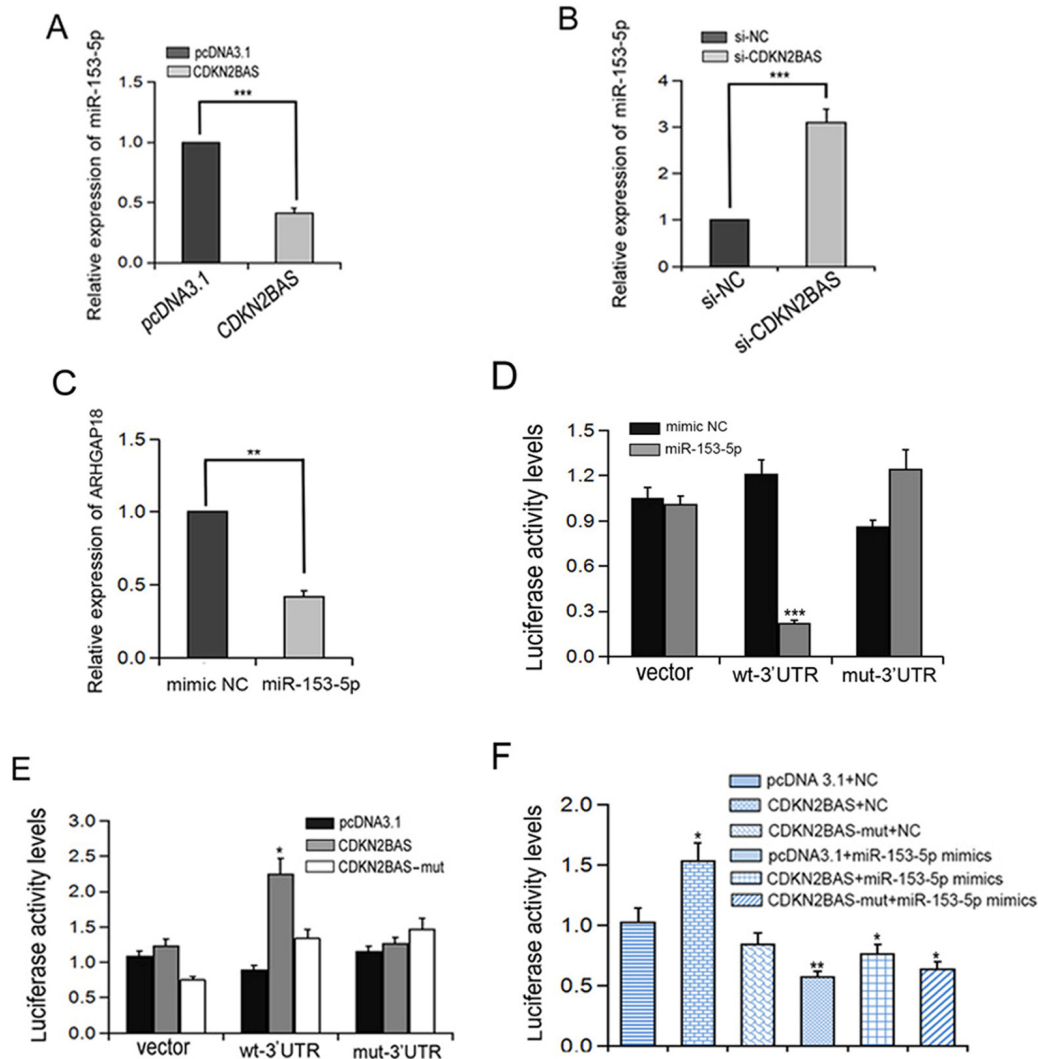 A
pcDNA3.1
CDKN2BAS
Relative expression of miR-153-5p
1.5
1.0
0.5
0.0
***
pcDNA3.1
CDKN2BAS
B
si-NC
si-CDKN2BAS
Relative expression of miR-153-5p
4
3
2
1
0
***
si-NC
si-CDKN2BAS
C
Relative expression of ARHGAP18
1.5
1.0
0.5
0.0
**
mimic NC
miR-153-5p
D
mimic NC
miR-153-5p
Luciferase activity levels
1.5
1.2
0.9
0.6
0.3
0.0
***
vector
wt-3'UTR
mut-3'UTR
E
pcDNA3.1
CDKN2BAS
CDKN2BAS-mut
Luciferase activity levels
3.0
2.5
2.0
1.5
1.0
0.5
0.0
*
vector
wt-3'UTR
mut-3'UTR
F
pcDNA 3.1+NC
CDKN2BAS+NC
CDKN2BAS-mut+NC
pcDNA3.1+miR-153-5p mimics
CDKN2BAS+miR-153-5p mimics
CDKN2BAS-mut+miR-153-5p mimics
Luciferase activity levels
2.0
1.5
1.0
0.5
0.0
*
**
*
*